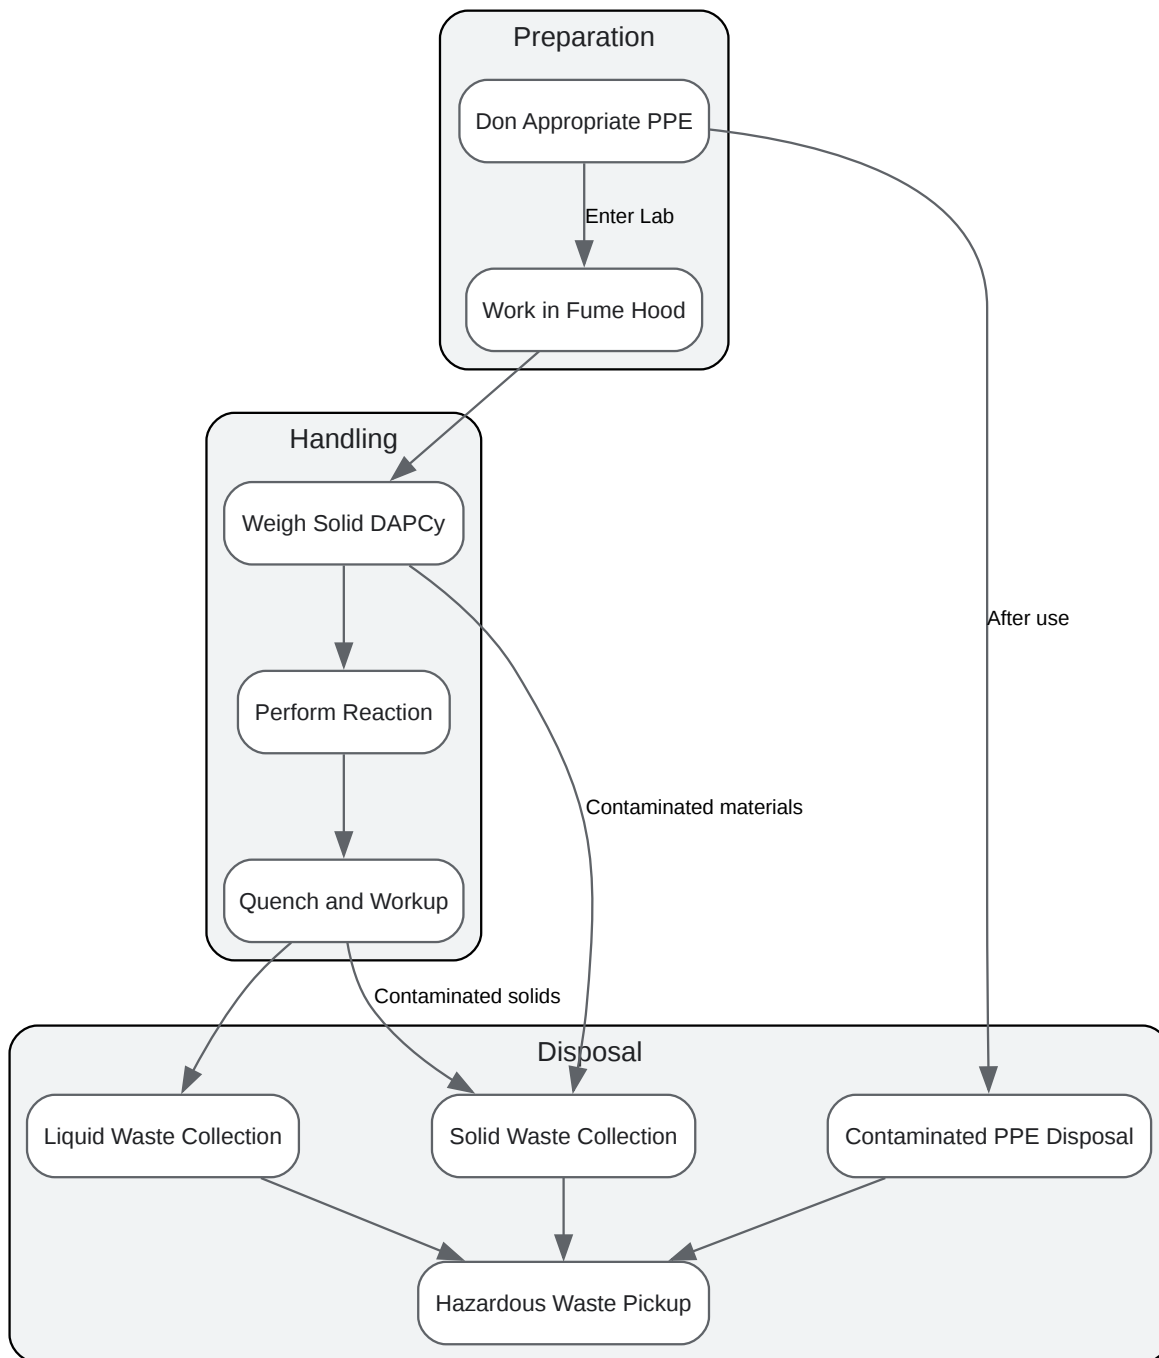 Preparation
Don Appropriate PPE
Enter Lab
Work in Fume Hood
Handling
Weigh Solid DAPCy
After use
Perform Reaction
Contaminated materials
Quench and Workup
Contaminated solids
Disposal
Liquid Waste Collection
Solid Waste Collection
Contaminated PPE Disposal
Hazardous Waste Pickup